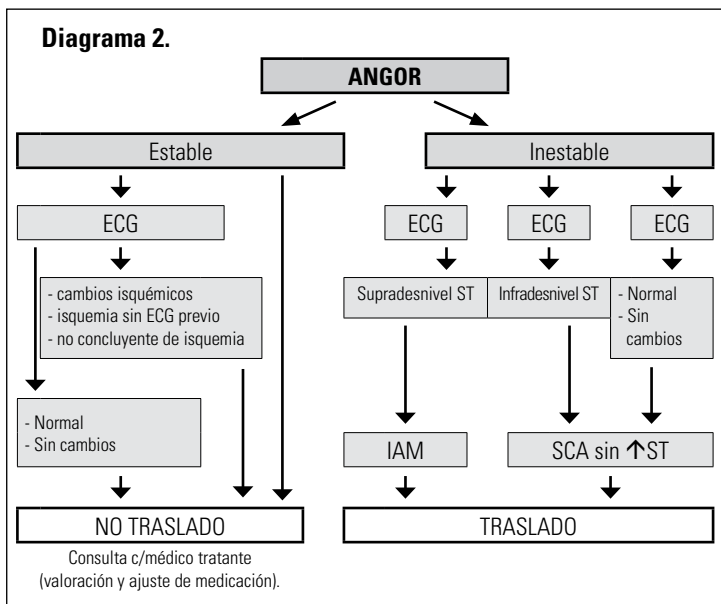 Diagrama 2.
ANGOR
Estable
Inestable
ECG
ECG
ECG
ECG
- cambios isquémicos
- isquemia sin ECG previo
- no concluyente de isquemia
Supradesnivel ST
Infradesnivel ST
- Normal
- Sin
cambios
- Normal
- Sin cambios
IAM
SCA sin ↑ST
NO TRASLADO
TRASLADO
Consulta c/médico tratante
(valoración y ajuste de medicación).